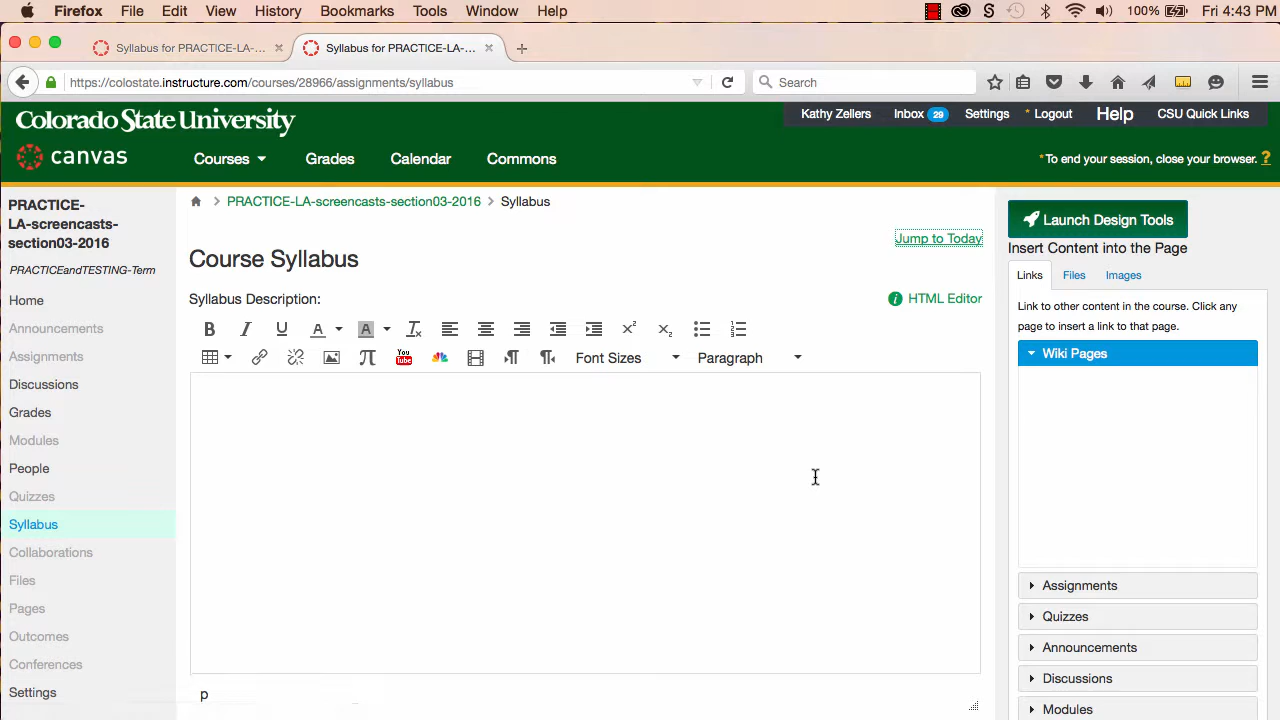 Firefox File Edit View History Bookmarks Tools Window Help 100% Fri 4:43 PM
Syllabus for PRACTICE-LA-... Syllabus for PRACTICE-LA-...
https://colostate.instructure.com/courses/28966/assignments/syllabus Search
Colorado State University
Kathy Zellers Inbox 29 Settings * Logout Help CSU Quick Links
canvas Courses Grades Calendar Commons *To end your session, close your browser. ?
PRACTICE-
LA-screencasts-
section03-2016
PRACTICEandTESTING-Term
Home
Announcements
Assignments
Discussions
Grades
Modules
People
Quizzes
Syllabus
Collaborations
Files
Pages
Outcomes
Conferences
Settings
PRACTICE-LA-screencasts-section03-2016 Syllabus
Jump to Today
Course Syllabus
Syllabus Description: HTML Editor
B I U A A Tx x² x₂
π You Tube Font Sizes Paragraph
p
Launch Design Tools
Insert Content into the Page
Links Files Images
Link to other content in the course. Click any
page to insert a link to that page.
Wiki Pages
Assignments
Quizzes
Announcements
Discussions
Modules